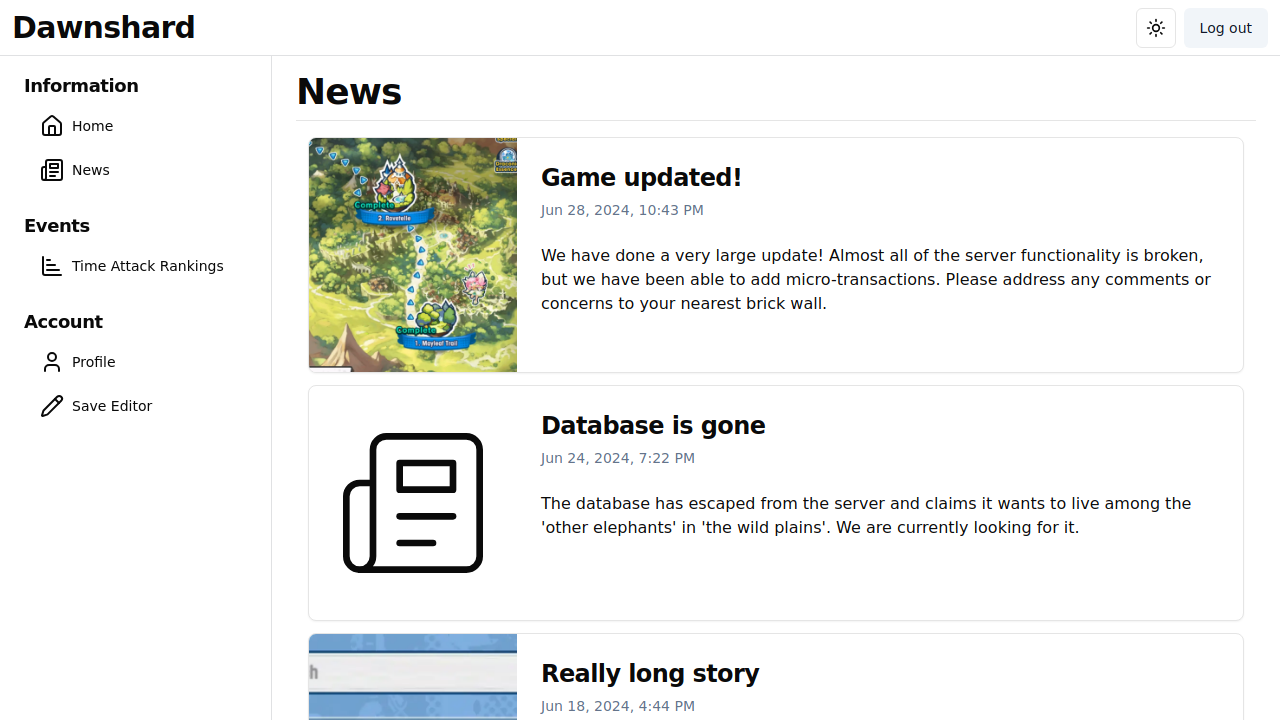 Dawnshard
Log out
Information
Home
News
Events
Time Attack Rankings
Account
Profile
Save Editor
News
Complete
2. Rovetelle
Complete
1. Mayleaf Trail
Game updated!
Jun 28, 2024, 10:43 PM
We have done a very large update! Almost all of the server functionality is broken,
but we have been able to add micro-transactions. Please address any comments or
concerns to your nearest brick wall.
Database is gone
Jun 24, 2024, 7:22 PM
The database has escaped from the server and claims it wants to live among the
'other elephants' in 'the wild plains'. We are currently looking for it.
h
Really long story
Jun 18, 2024, 4:44 PM